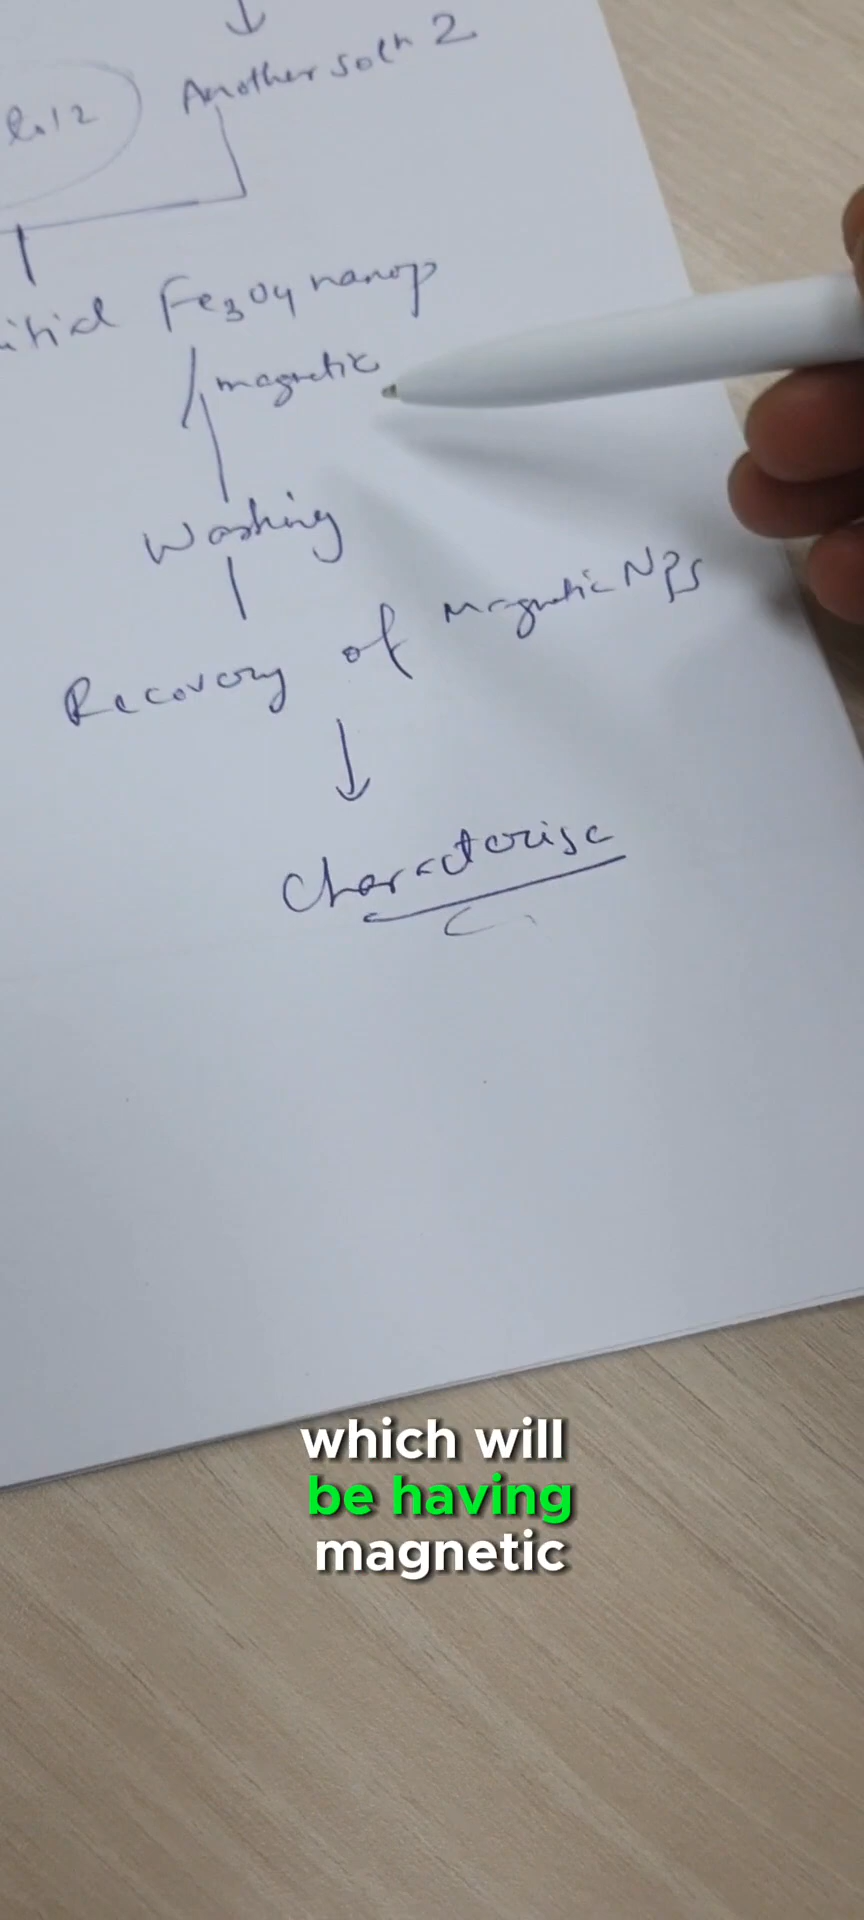 Another solⁿ 2
Fe₃O₄ nanop
magnetic
Washing
Recovery of magnetic NPs
Characterise
which will
be having
magnetic